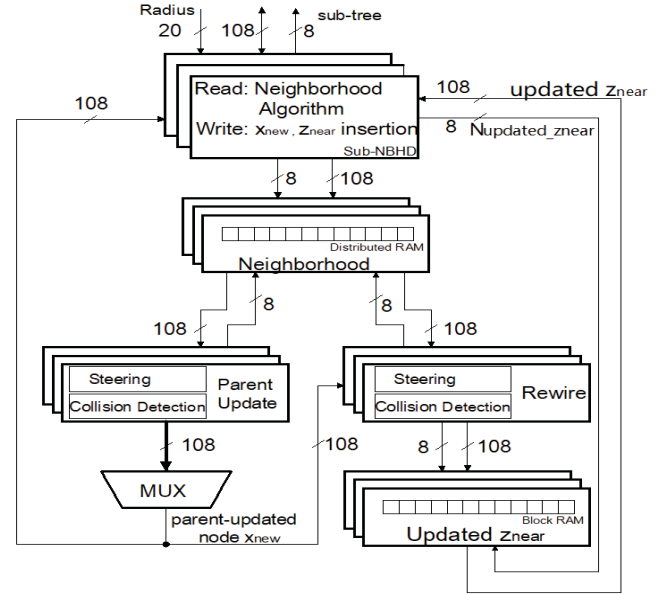 Radius
20
108
8
sub-tree
108
Read: Neighborhood
Algorithm
Write: xnew , znear insertion
Sub-NBHD
108
updated znear
8
Nupdated_znear
8
108
Distributed RAM
Neighborhood
108
8
8
108
Steering
Collision Detection
Parent
Update
Steering
Collision Detection
Rewire
108
108
8
108
MUX
parent-updated
node xnew
Block RAM
Updated znear